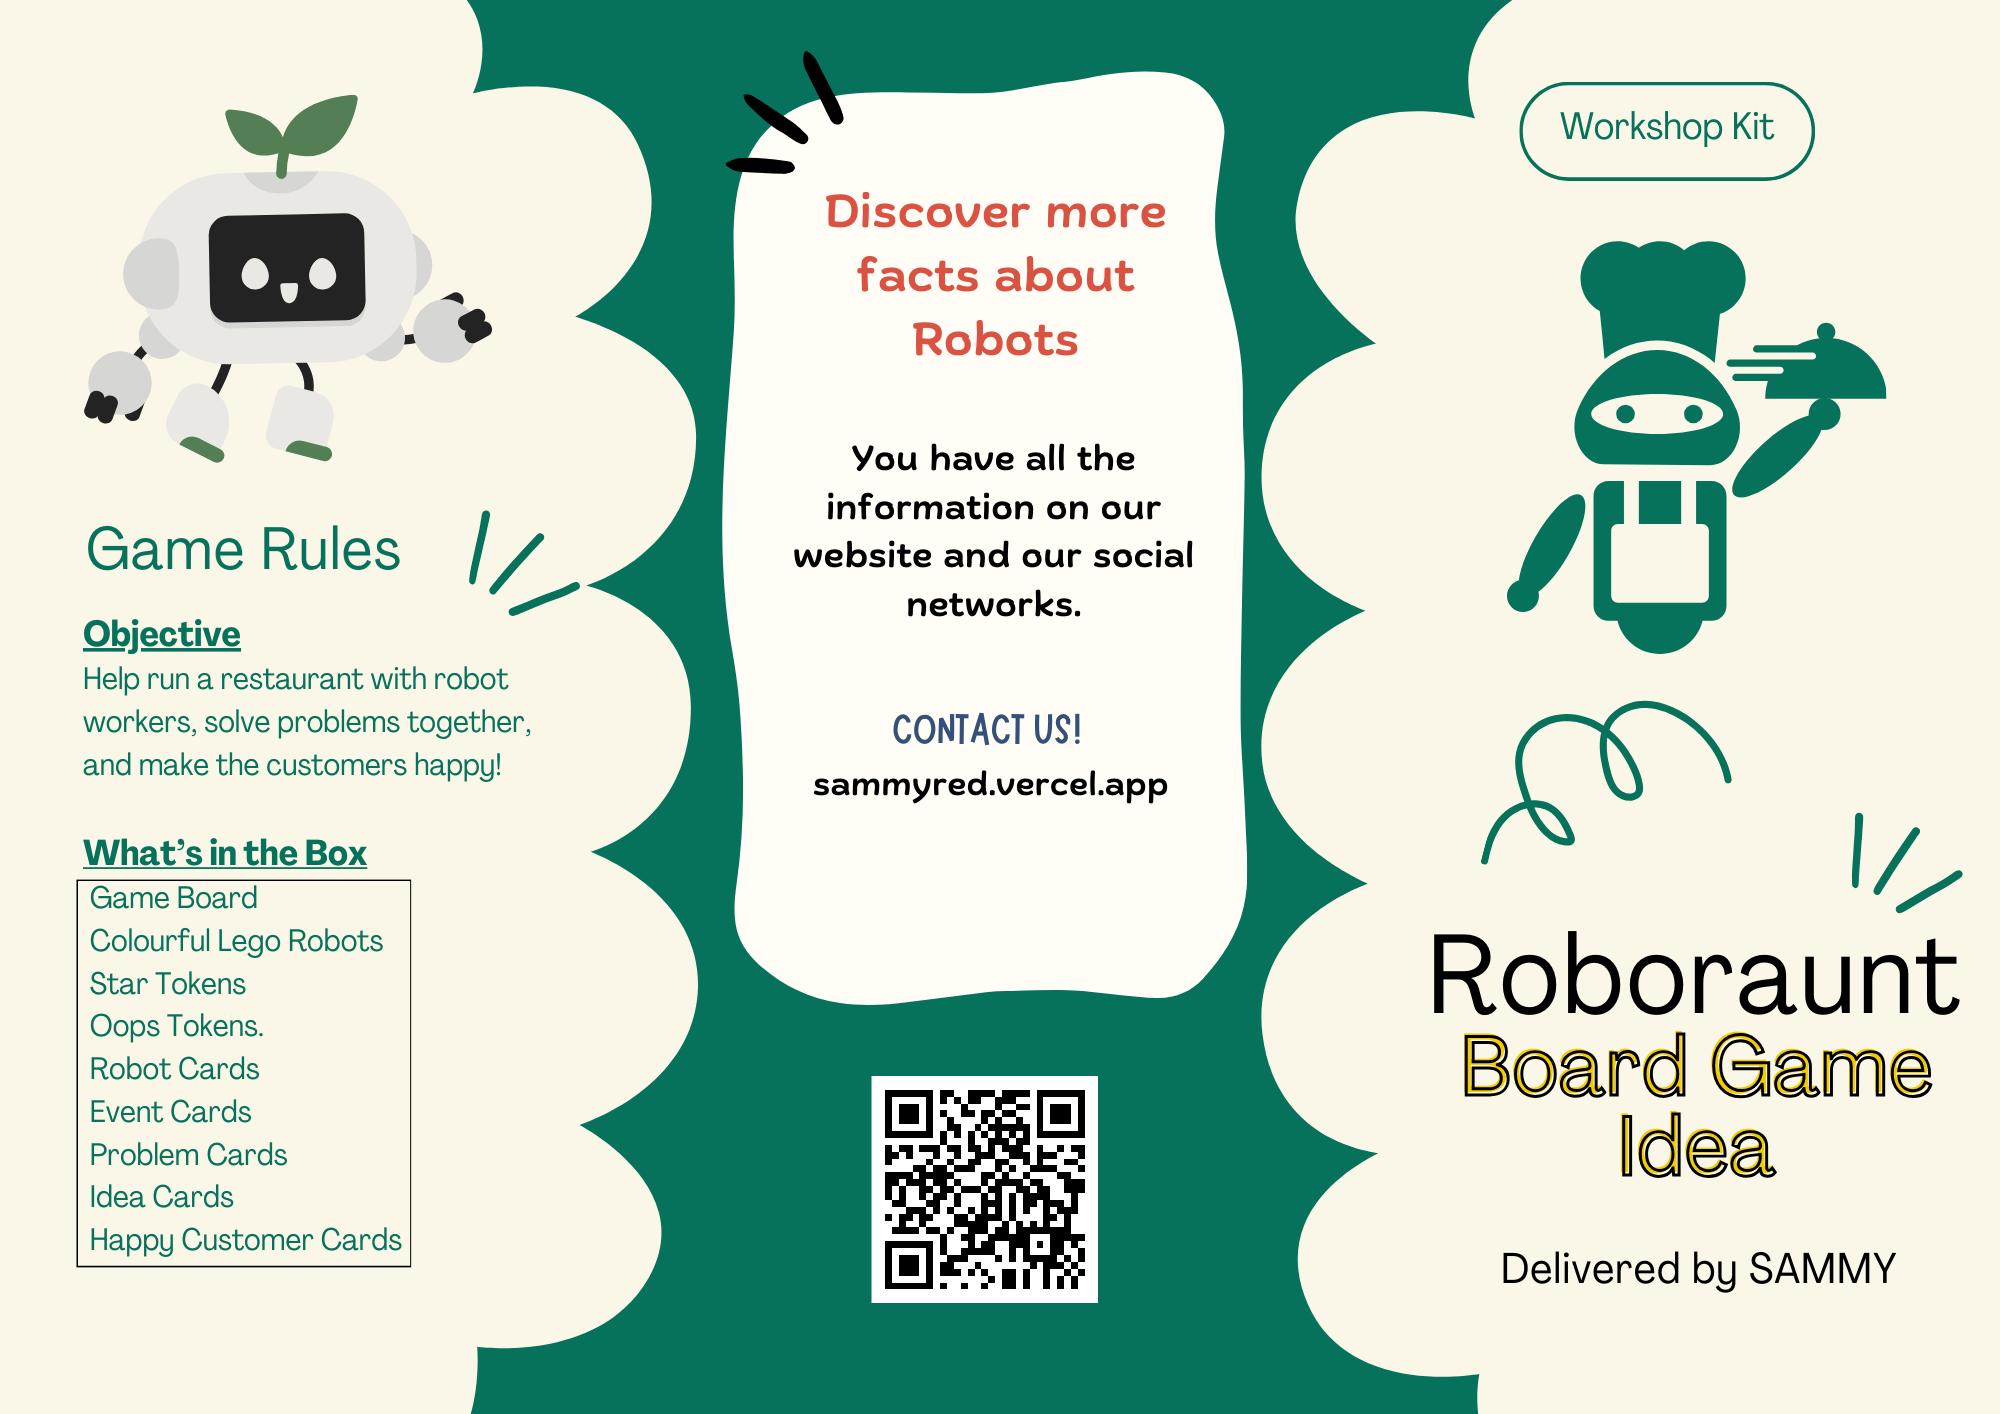 Game Rules
Objective
Help run a restaurant with robot
workers, solve problems together,
and make the customers happy!
What's in the Box
Game Board
Colourful Lego Robots
Star Tokens
Oops Tokens.
Robot Cards
Event Cards
Problem Cards
Idea Cards
Happy Customer Cards
Discover more
facts about
Robots
You have all the
information on our
website and our social
networks.
CONTACT US!
sammyred.vercel.app
Workshop Kit
Roboraunt
Board Game
Idea
Delivered by SAMMY